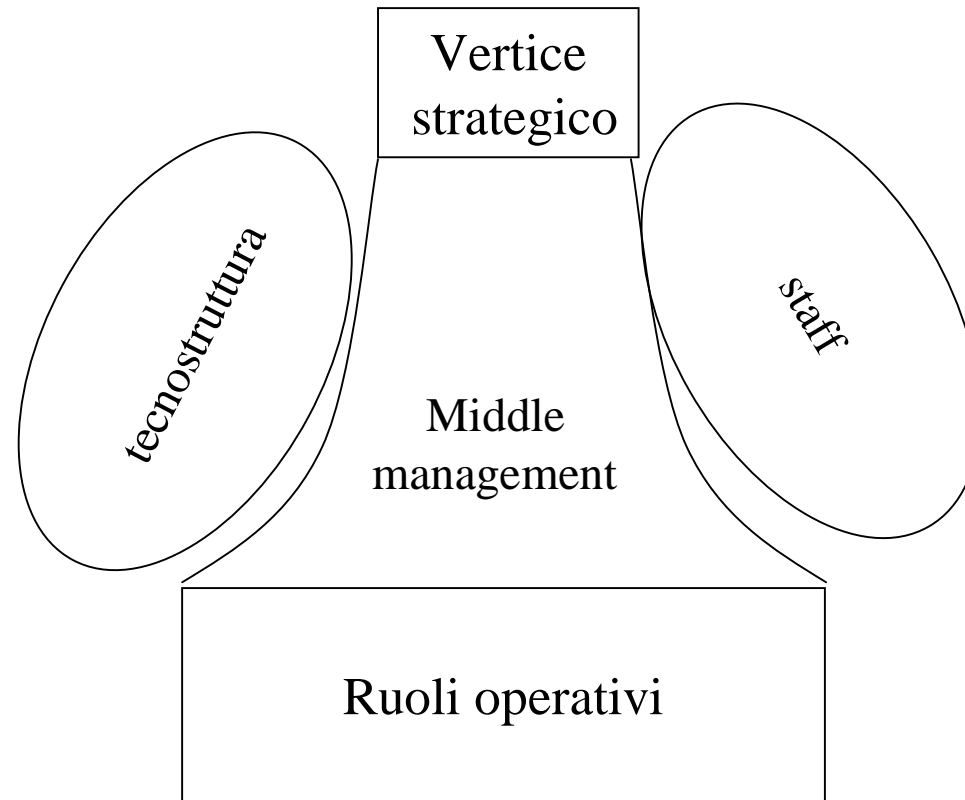 Vertice
strategico
tecnostruttura
staff
Middle
management
Ruoli operativi